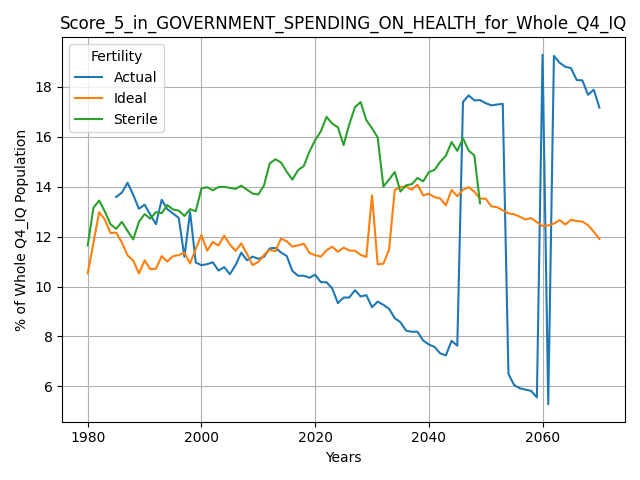 Score_5_in_GOVERNMENT_SPENDING_ON_HEALTH_for_Whole_Q4_IQ
Fertility
Actual
Ideal
Sterile
% of Whole Q4_IQ Population
18
16
14
12
10
8
6
1980
2000
2020
2040
2060
Years